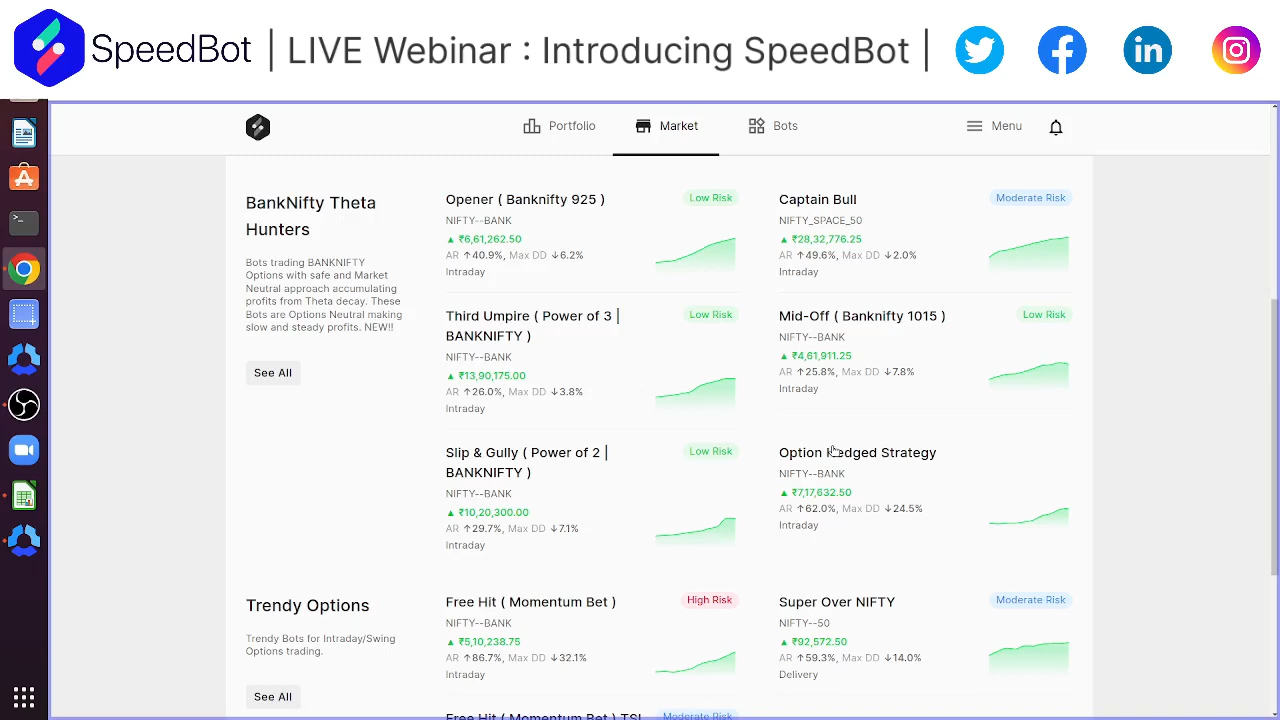 SpeedBot | LIVE Webinar : Introducing SpeedBot |
Portfolio
Market
Bots
Menu
BankNifty Theta
Hunters
Bots trading BANKNIFTY
Options with safe and Market
Neutral approach accumulating
profits from Theta decay. These
Bots are Options Neutral making
slow and steady profits. NEW!!
See All
Opener ( Banknifty 925 )
Low Risk
NIFTY--BANK
▲ ₹6,61,262.50
AR ↑40.9%, Max DD ↓6.2%
Intraday
Captain Bull
Moderate Risk
NIFTY_SPACE_50
▲ ₹28,32,776.25
AR ↑49.6%, Max DD ↓2.0%
Intraday
Third Umpire ( Power of 3 |
BANKNIFTY )
Low Risk
NIFTY--BANK
▲ ₹13,90,175.00
AR ↑26.0%, Max DD ↓3.8%
Intraday
Mid-Off ( Banknifty 1015 )
Low Risk
NIFTY--BANK
▲ ₹4,61,911.25
AR ↑25.8%, Max DD ↓7.8%
Intraday
Slip & Gully ( Power of 2 |
BANKNIFTY )
Low Risk
NIFTY--BANK
▲ ₹10,20,300.00
AR ↑29.7%, Max DD ↓7.1%
Intraday
Option Hedged Strategy
NIFTY--BANK
▲ ₹7,17,632.50
AR ↑62.0%, Max DD ↓24.5%
Intraday
Trendy Options
Trendy Bots for Intraday/Swing
Options trading.
See All
Free Hit ( Momentum Bet )
High Risk
NIFTY--BANK
▲ ₹5,10,238.75
AR ↑86.7%, Max DD ↓32.1%
Intraday
Super Over NIFTY
Moderate Risk
NIFTY--50
▲ ₹92,572.50
AR ↑59.3%, Max DD ↓14.0%
Delivery
Free Hit ( Momentum Bet ) TSL
Moderate Risk